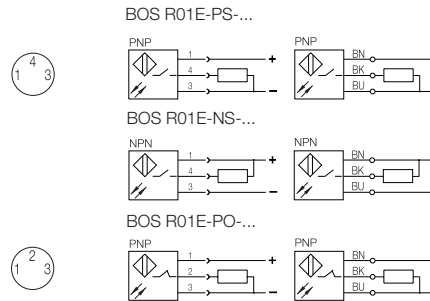 BOS R01E-PS-...
PNP PNP
1 + BN
4 4 BK
1 3 3 − BU
BOS R01E-NS-...
NPN NPN
1 + BN
4 BK
3 − BU
BOS R01E-PO-...
PNP PNP
1 + BN
2 2 BK
1 3 3 − BU